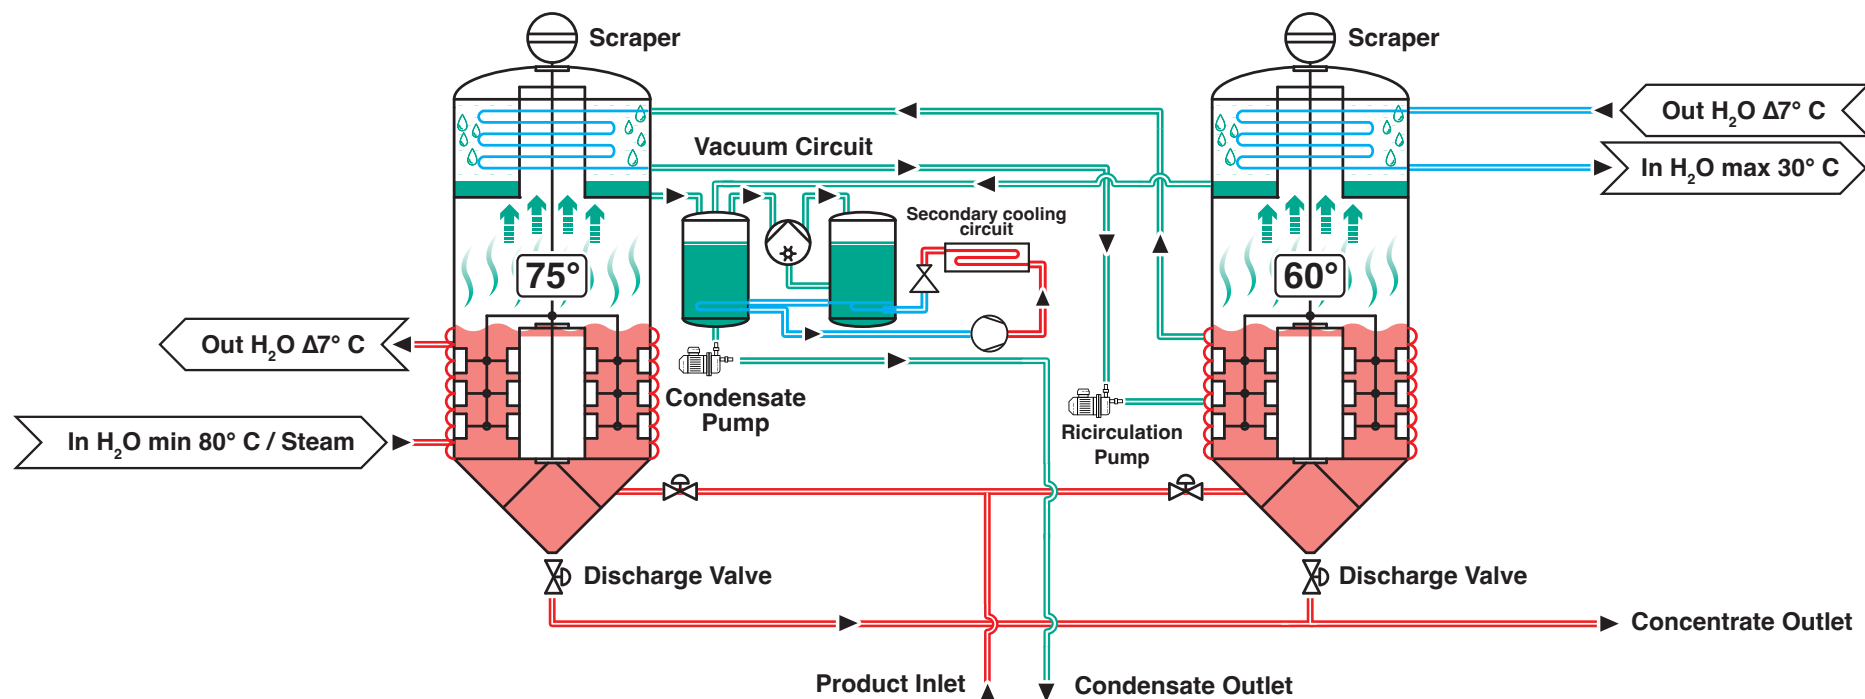 Scraper
Scraper
Out H₂O Δ7° C
Vacuum Circuit
In H₂O max 30° C
Secondary cooling
circuit
75°
60°
Out H₂O Δ7° C
Condensate
Pump
In H₂O min 80° C / Steam
Ricirculation
Pump
Discharge Valve
Discharge Valve
Concentrate Outlet
Product Inlet
Condensate Outlet